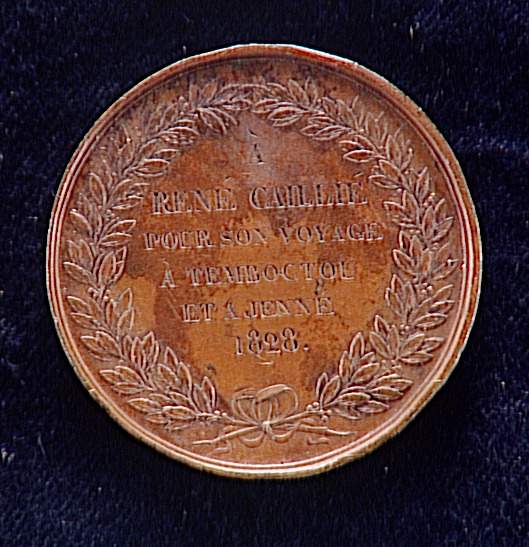 À
RENÉ CAILLIÉ
POUR SON VOYAGE
À TEMBOCTOU
ET À JENNÉ
1828.